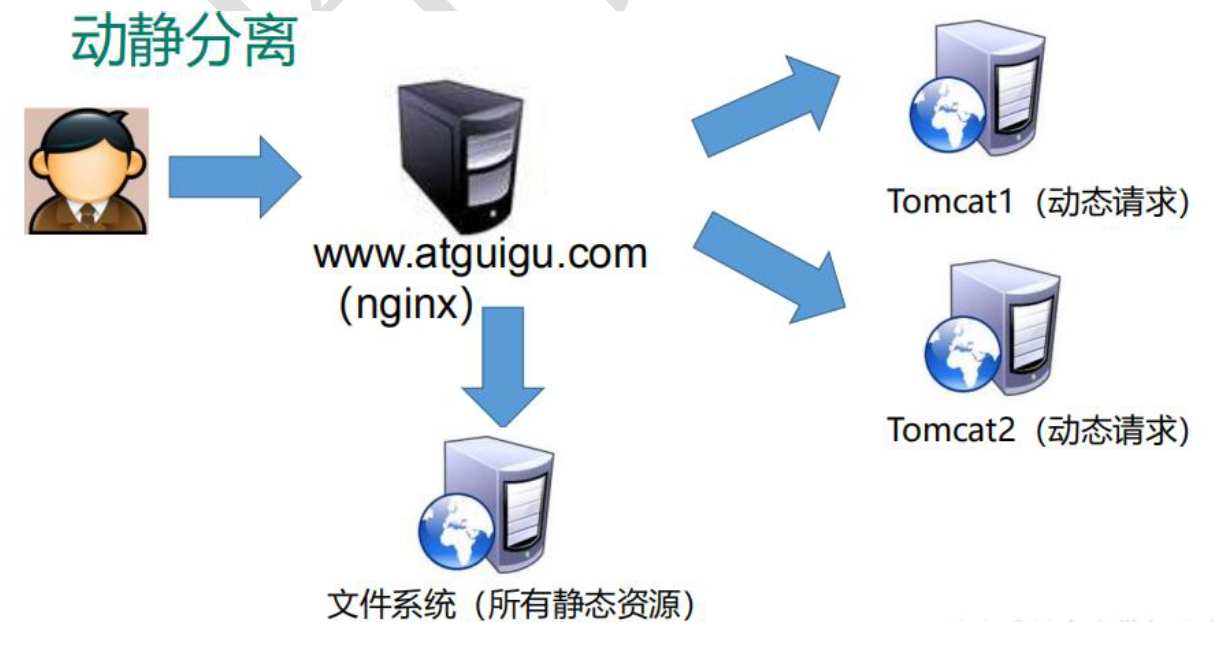 动静分离
www.atguigu.com
（nginx）
Tomcat1（动态请求）
Tomcat2（动态请求）
文件系统（所有静态资源）